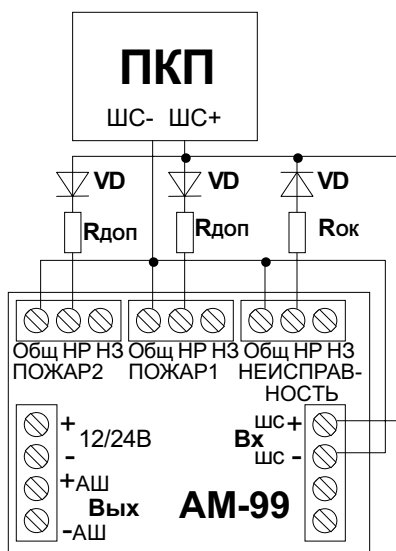 ПКП
ШС- ШС+
VD VD VD
Rдоп Rдоп Rок
Общ НР НЗ Общ НР НЗ Общ НР НЗ
ПОЖАР2 ПОЖАР1 НЕИСПРАВ-
НОСТЬ
+ шс +
12/24В Вх
- шс -
+АШ
Вых АМ-99
-АШ